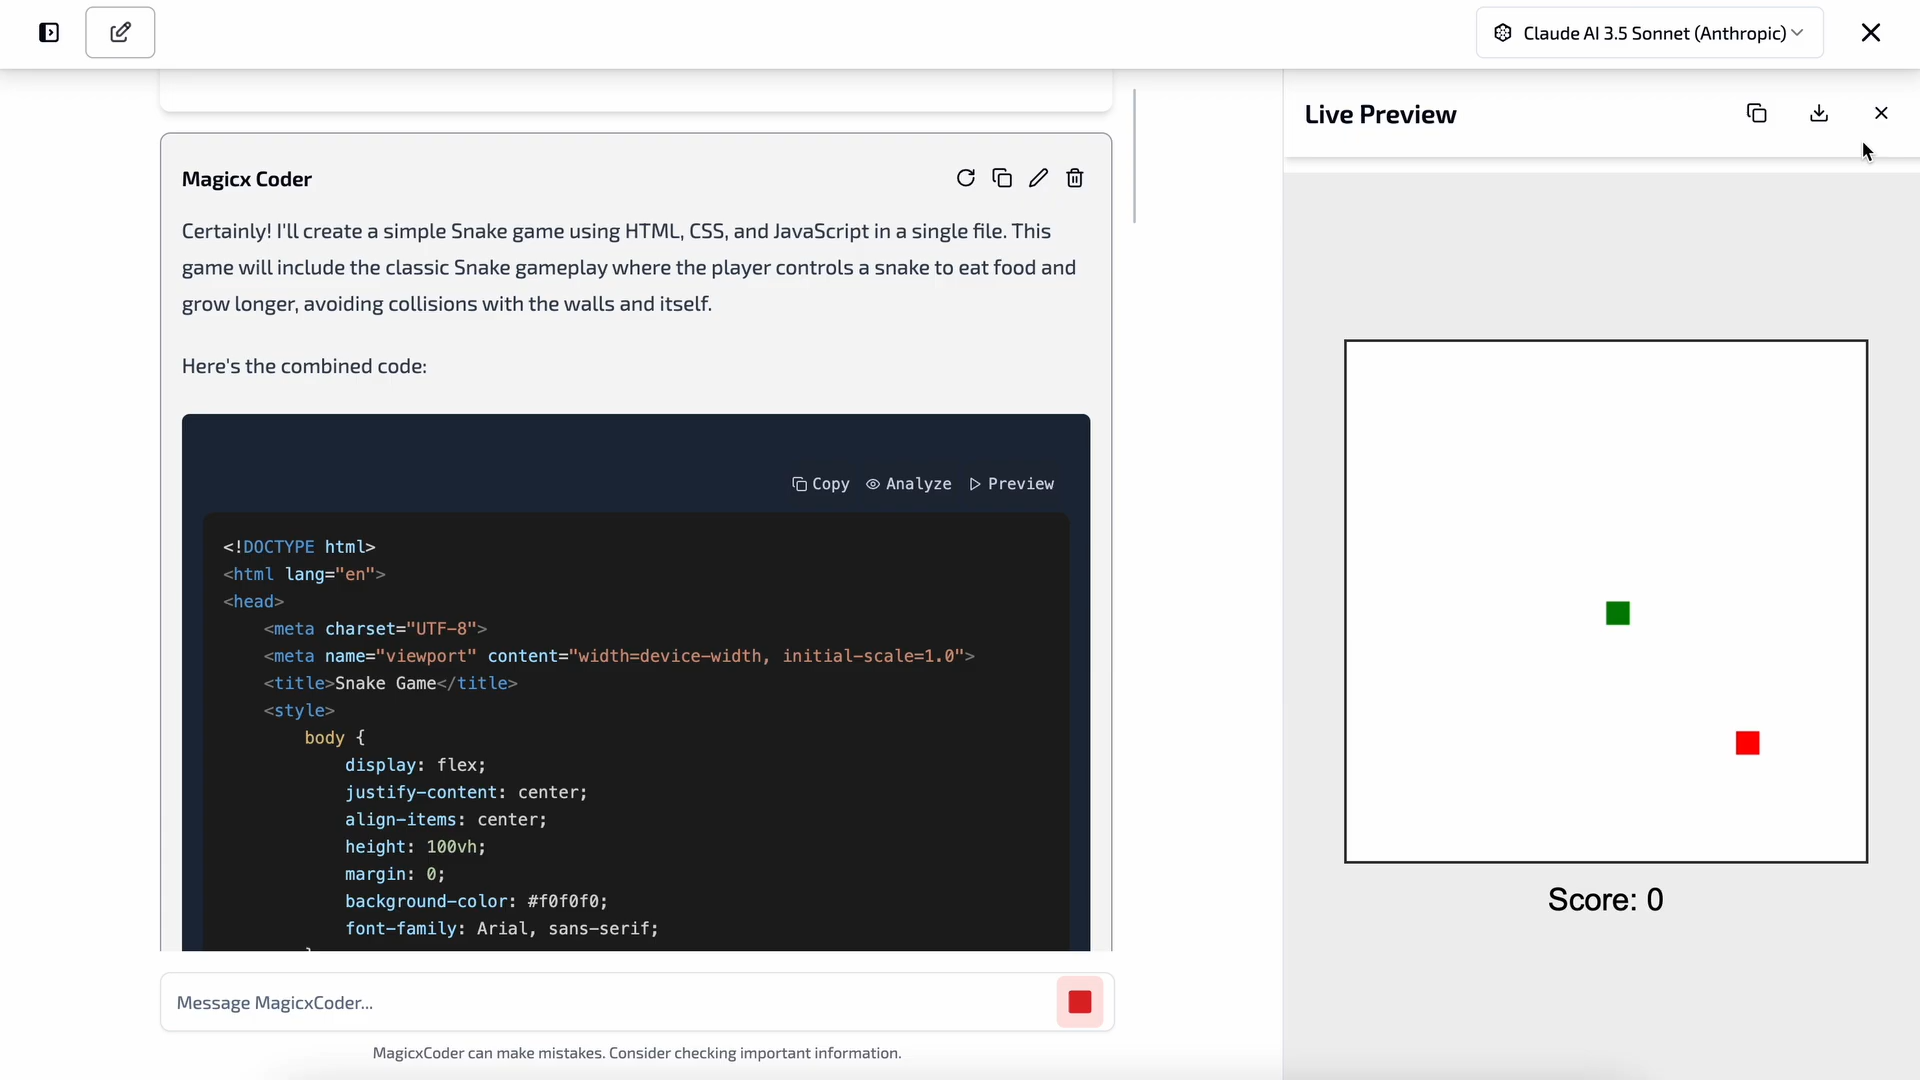 Claude AI 3.5 Sonnet (Anthropic)
Magicx Coder
Certainly! I'll create a simple Snake game using HTML, CSS, and JavaScript in a single file. This
game will include the classic Snake gameplay where the player controls a snake to eat food and
grow longer, avoiding collisions with the walls and itself.
Here's the combined code:
Copy Analyze Preview
<!DOCTYPE html>
<html lang="en">
<head>
    <meta charset="UTF-8">
    <meta name="viewport" content="width=device-width, initial-scale=1.0">
    <title>Snake Game</title>
    <style>
        body {
            display: flex;
            justify-content: center;
            align-items: center;
            height: 100vh;
            margin: 0;
            background-color: #f0f0f0;
            font-family: Arial, sans-serif;
        }
Message MagicxCoder...
MagicxCoder can make mistakes. Consider checking important information.
Live Preview
Score: 0